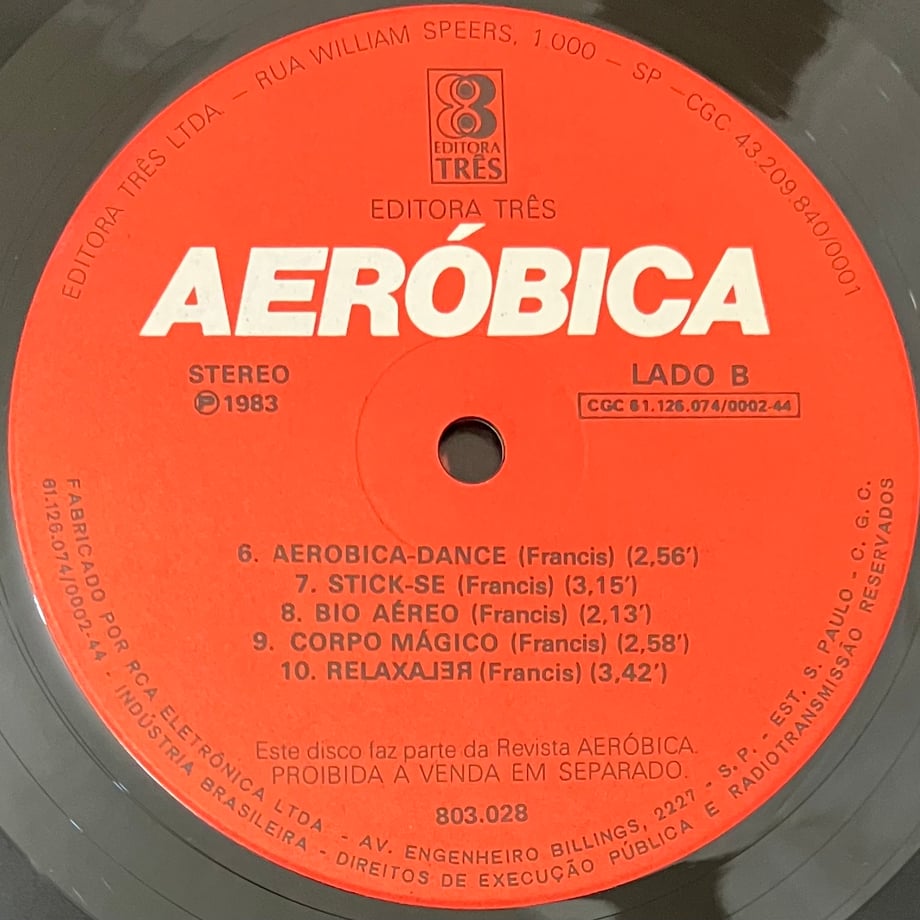 EDITORA TRÊS LTDA. — RUA WILLIAM SPEERS, 1.000 — SP — CGC 43.209.840/0001
EDITORA
TRÊS
EDITORA TRÊS
AERÓBICA
STEREO
Ⓟ 1983
LADO B
CGC 61.126.074/0002-44
6. AEROBICA-DANCE (Francis) (2,56')
7. STICK-SE (Francis) (3,15')
8. BIO AÉREO (Francis) (2,13')
9. CORPO MÁGICO (Francis) (2,58')
10. RELAXALEЯ (Francis) (3,42')
Este disco faz parte da Revista AERÓBICA.
PROIBIDA A VENDA EM SEPARADO.
803.028
FABRICADO POR RCA ELETRÔNICA LTDA - AV. ENGENHEIRO BILLINGS, 2227 - S.P. - EST. S. PAULO - C. G. C.
61.126.074/0002-44 . INDÚSTRIA BRASILEIRA - DIREITOS DE EXECUÇÃO PÚBLICA E RADIOTRANSMISSÃO RESERVADOS